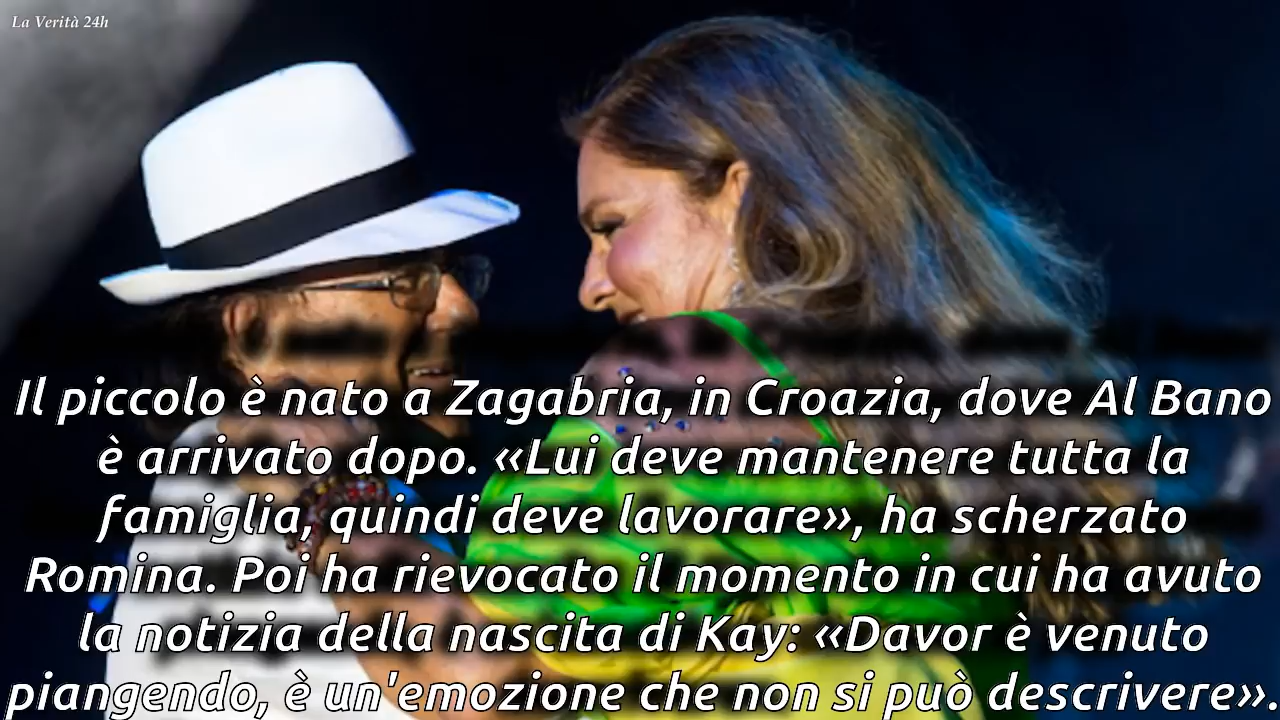 La Verità 24h
Il piccolo è nato a Zagabria, in Croazia, dove Al Bano
è arrivato dopo. «Lui deve mantenere tutta la
famiglia, quindi deve lavorare», ha scherzato
Romina. Poi ha rievocato il momento in cui ha avuto
la notizia della nascita di Kay: «Davor è venuto
piangendo, è un'emozione che non si può descrivere».